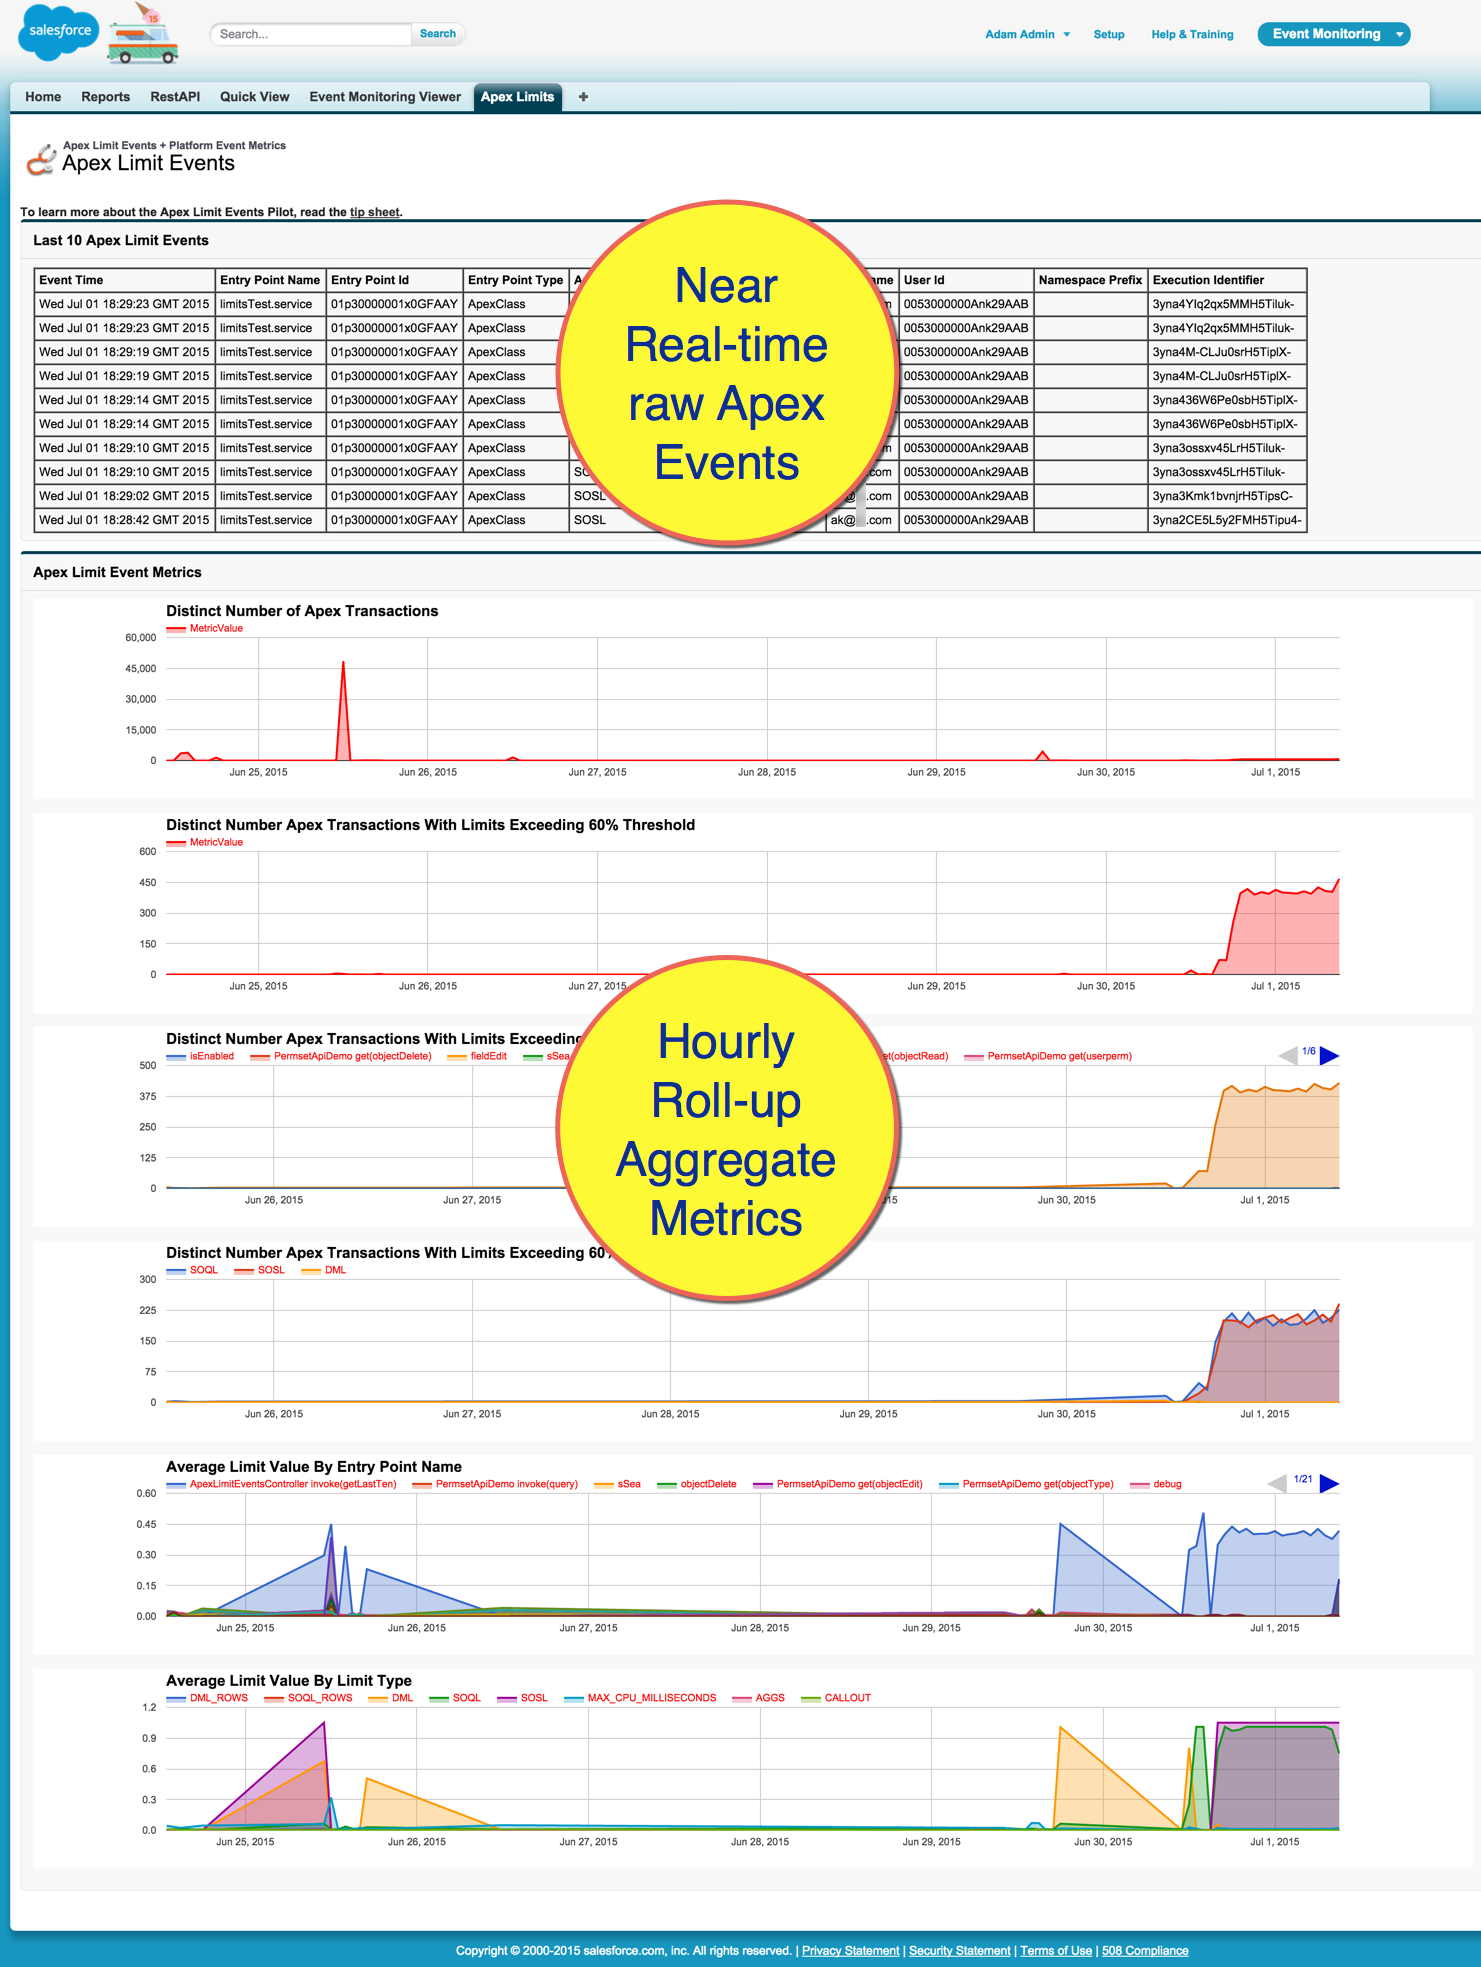 salesforce
15
Search...
Search
Adam Admin
Setup
Help & Training
Event Monitoring
Home
Reports
RestAPI
Quick View
Event Monitoring Viewer
Apex Limits
Apex Limit Events + Platform Event Metrics
Apex Limit Events
To learn more about the Apex Limit Events Pilot, read the tip sheet.
Last 10 Apex Limit Events
Event Time Entry Point Name Entry Point Id Entry Point Type User Id Namespace Prefix Execution Identifier
Wed Jul 01 18:29:23 GMT 2015 limitsTest.service 01p30000001x0GFAAY ApexClass 0053000000Ank29AAB 3yna4YIq2qx5MMH5Tiluk-
Wed Jul 01 18:29:23 GMT 2015 limitsTest.service 01p30000001x0GFAAY ApexClass 0053000000Ank29AAB 3yna4YIq2qx5MMH5Tiluk-
Wed Jul 01 18:29:19 GMT 2015 limitsTest.service 01p30000001x0GFAAY ApexClass 0053000000Ank29AAB 3yna4M-CLJu0srH5TiplX-
Wed Jul 01 18:29:19 GMT 2015 limitsTest.service 01p30000001x0GFAAY ApexClass 0053000000Ank29AAB 3yna4M-CLJu0srH5TiplX-
Wed Jul 01 18:29:14 GMT 2015 limitsTest.service 01p30000001x0GFAAY ApexClass 0053000000Ank29AAB 3yna436W6Pe0sbH5TiplX-
Wed Jul 01 18:29:14 GMT 2015 limitsTest.service 01p30000001x0GFAAY ApexClass 0053000000Ank29AAB 3yna436W6Pe0sbH5TiplX-
Wed Jul 01 18:29:10 GMT 2015 limitsTest.service 01p30000001x0GFAAY ApexClass 0053000000Ank29AAB 3yna3ossxv45LrH5Tiluk-
Wed Jul 01 18:29:10 GMT 2015 limitsTest.service 01p30000001x0GFAAY ApexClass .com 0053000000Ank29AAB 3yna3ossxv45LrH5Tiluk-
Wed Jul 01 18:29:02 GMT 2015 limitsTest.service 01p30000001x0GFAAY ApexClass SOSL .com 0053000000Ank29AAB 3yna3Kmk1bvnjrH5TipsC-
Wed Jul 01 18:28:42 GMT 2015 limitsTest.service 01p30000001x0GFAAY ApexClass SOSL ak@ .com 0053000000Ank29AAB 3yna2CE5L5y2FMH5Tipu4-
Near
Real-time
raw Apex
Events
Apex Limit Event Metrics
Distinct Number of Apex Transactions
MetricValue
60,000
45,000
30,000
15,000
0
Jun 25, 2015 Jun 26, 2015 Jun 27, 2015 Jun 28, 2015 Jun 29, 2015 Jun 30, 2015 Jul 1, 2015
Distinct Number Apex Transactions With Limits Exceeding 60% Threshold
MetricValue
600
450
300
150
0
Jun 25, 2015 Jun 26, 2015 Jun 27, 2015 Jun 29, 2015 Jun 30, 2015 Jul 1, 2015
Hourly
Roll-up
Aggregate
Metrics
Distinct Number Apex Transactions With Limits Exceeding
isEnabled PermsetApiDemo get(objectDelete) fieldEdit sSea et(objectRead) PermsetApiDemo get(userperm) 1/6
500
375
250
125
0
Jun 26, 2015 Jun 27, 2015 15 Jun 30, 2015 Jul 1, 2015
Distinct Number Apex Transactions With Limits Exceeding 60%
SOQL SOSL DML
300
225
150
75
0
Jun 26, 2015 Jun 27, 2015 Jun 28, 2015 Jun 29, 2015 Jun 30, 2015 Jul 1, 2015
Average Limit Value By Entry Point Name
ApexLimitEventsController invoke(getLastTen) PermsetApiDemo invoke(query) sSea objectDelete PermsetApiDemo get(objectEdit) PermsetApiDemo get(objectType) debug 1/21
0.60
0.45
0.30
0.15
0.00
Jun 25, 2015 Jun 26, 2015 Jun 27, 2015 Jun 28, 2015 Jun 29, 2015 Jun 30, 2015 Jul 1, 2015
Average Limit Value By Limit Type
DML_ROWS SOQL_ROWS DML SOQL SOSL MAX_CPU_MILLISECONDS AGGS CALLOUT
1.2
0.9
0.6
0.3
0.0
Jun 25, 2015 Jun 26, 2015 Jun 27, 2015 Jun 28, 2015 Jun 29, 2015 Jun 30, 2015 Jul 1, 2015
Copyright © 2000-2015 salesforce.com, inc. All rights reserved. | Privacy Statement | Security Statement | Terms of Use | 508 Compliance